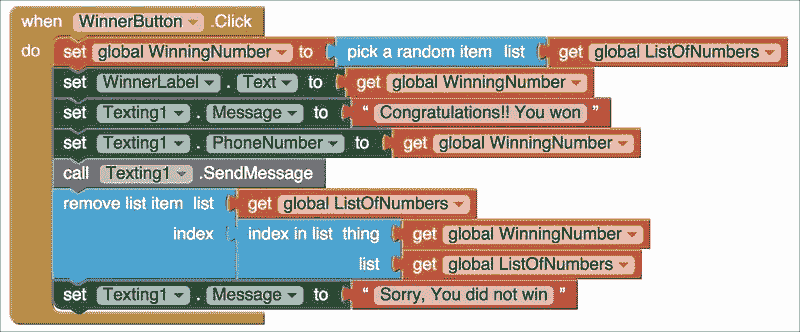 when WinnerButton .Click
do set global WinningNumber to pick a random item list get global ListOfNumbers
set WinnerLabel . Text to get global WinningNumber
set Texting1 . Message to " Congratulations!! You won "
set Texting1 . PhoneNumber to get global WinningNumber
call Texting1 .SendMessage
remove list item list get global ListOfNumbers
index index in list thing get global WinningNumber
list get global ListOfNumbers
set Texting1 . Message to " Sorry, You did not win "